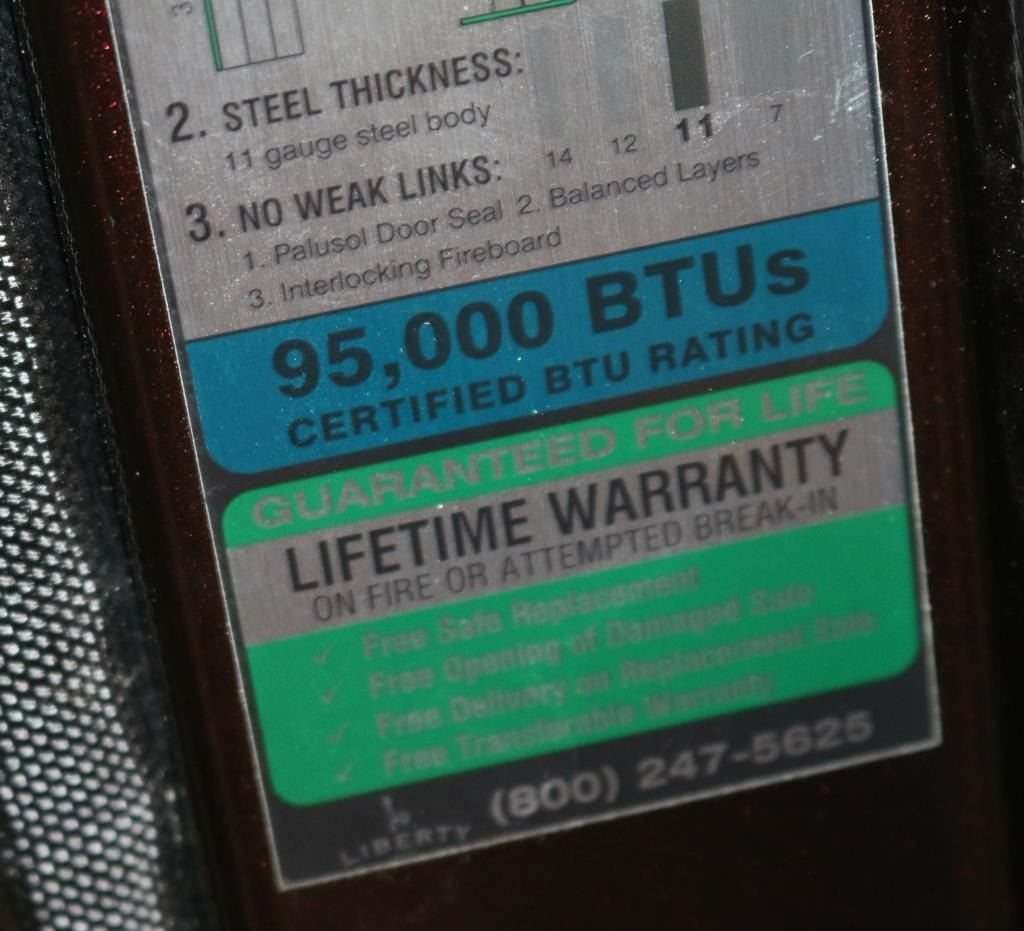 3
2. STEEL THICKNESS:
11 gauge steel body
14 12 11 7
3. NO WEAK LINKS:
1. Palusol Door Seal 2. Balanced Layers
3. Interlocking Fireboard
95,000 BTUs
CERTIFIED BTU RATING
GUARANTEED FOR LIFE
LIFETIME WARRANTY
ON FIRE OR ATTEMPTED BREAK-IN
✓ Free Safe Replacement
✓ Free Opening of Damaged Safe
✓ Free Delivery on Replacement Safe
✓ Free Transferable Warranty
LIBERTY (800) 247-5625